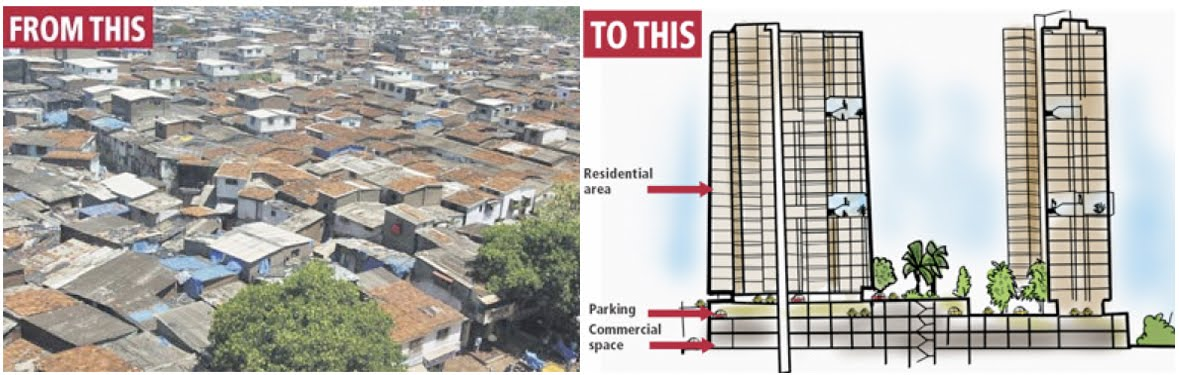 FROM THIS
TO THIS
Residential
area
Parking
Commercial
space